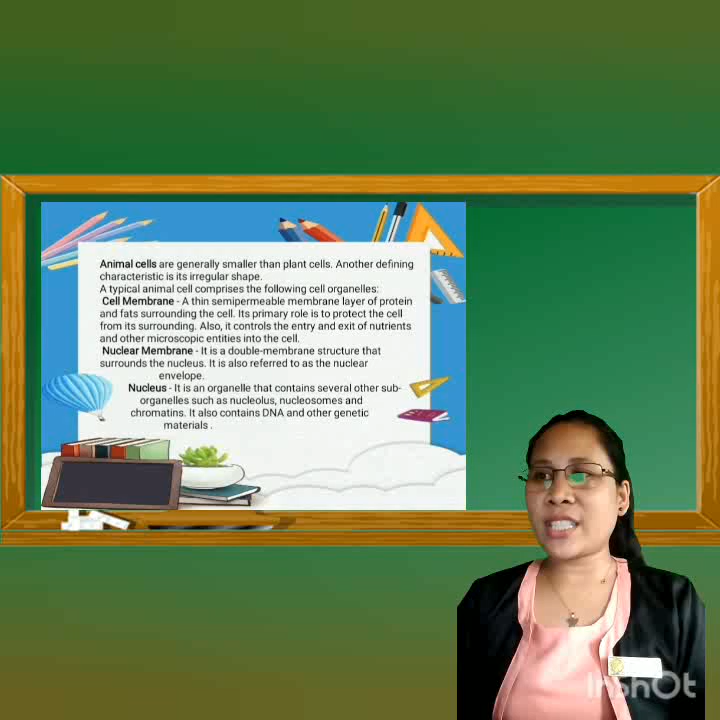 Animal cells are generally smaller than plant cells. Another defining
characteristic is its irregular shape.
A typical animal cell comprises the following cell organelles:
Cell Membrane - A thin semipermeable membrane layer of protein
and fats surrounding the cell. Its primary role is to protect the cell
from its surrounding. Also, it controls the entry and exit of nutrients
and other microscopic entities into the cell.
Nuclear Membrane - It is a double-membrane structure that
surrounds the nucleus. It is also referred to as the nuclear
envelope.
Nucleus - It is an organelle that contains several other sub-
organelles such as nucleolus, nucleosomes and
chromatins. It also contains DNA and other genetic
materials .
InShOt